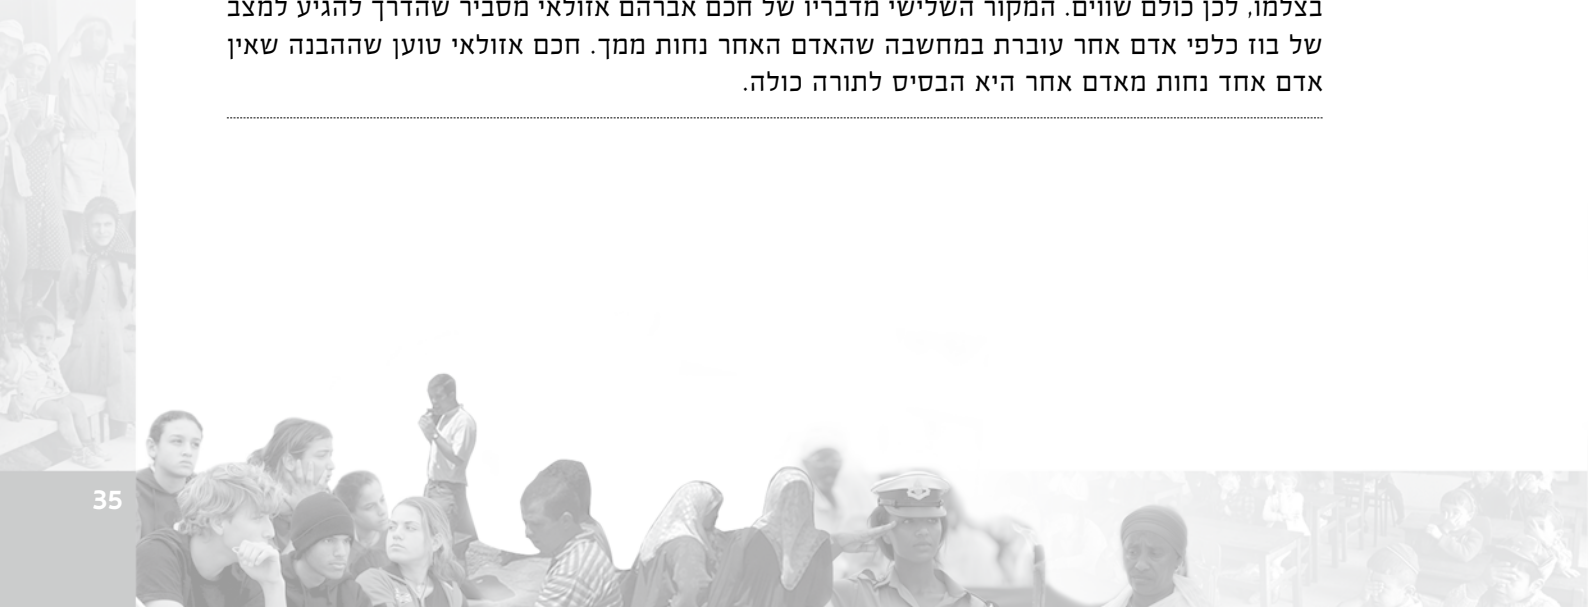 בצלמו, לכן כולם שווים. המקור השלישי מדבריו של חכם אברהם אזולאי מסביר שהדרך להגיע למצב
של בוז כלפי אדם אחר עוברת במחשבה שהאדם האחר נחות ממך. חכם אזולאי טוען שההבנה שאין
אדם אחד נחות מאדם אחר היא הבסיס לתורה כולה.
35